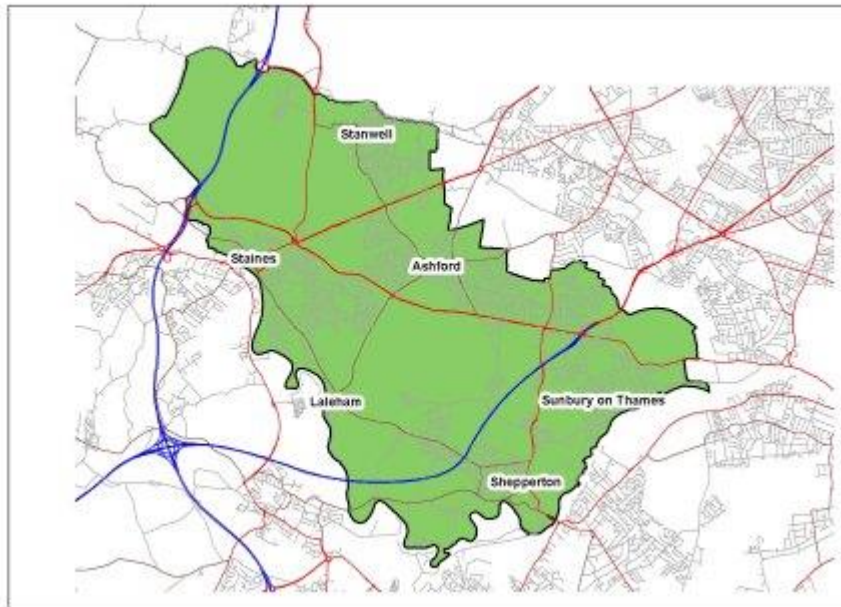 Stanwell
Staines
Ashford
Laleham
Sunbury on Thames
Shepperton